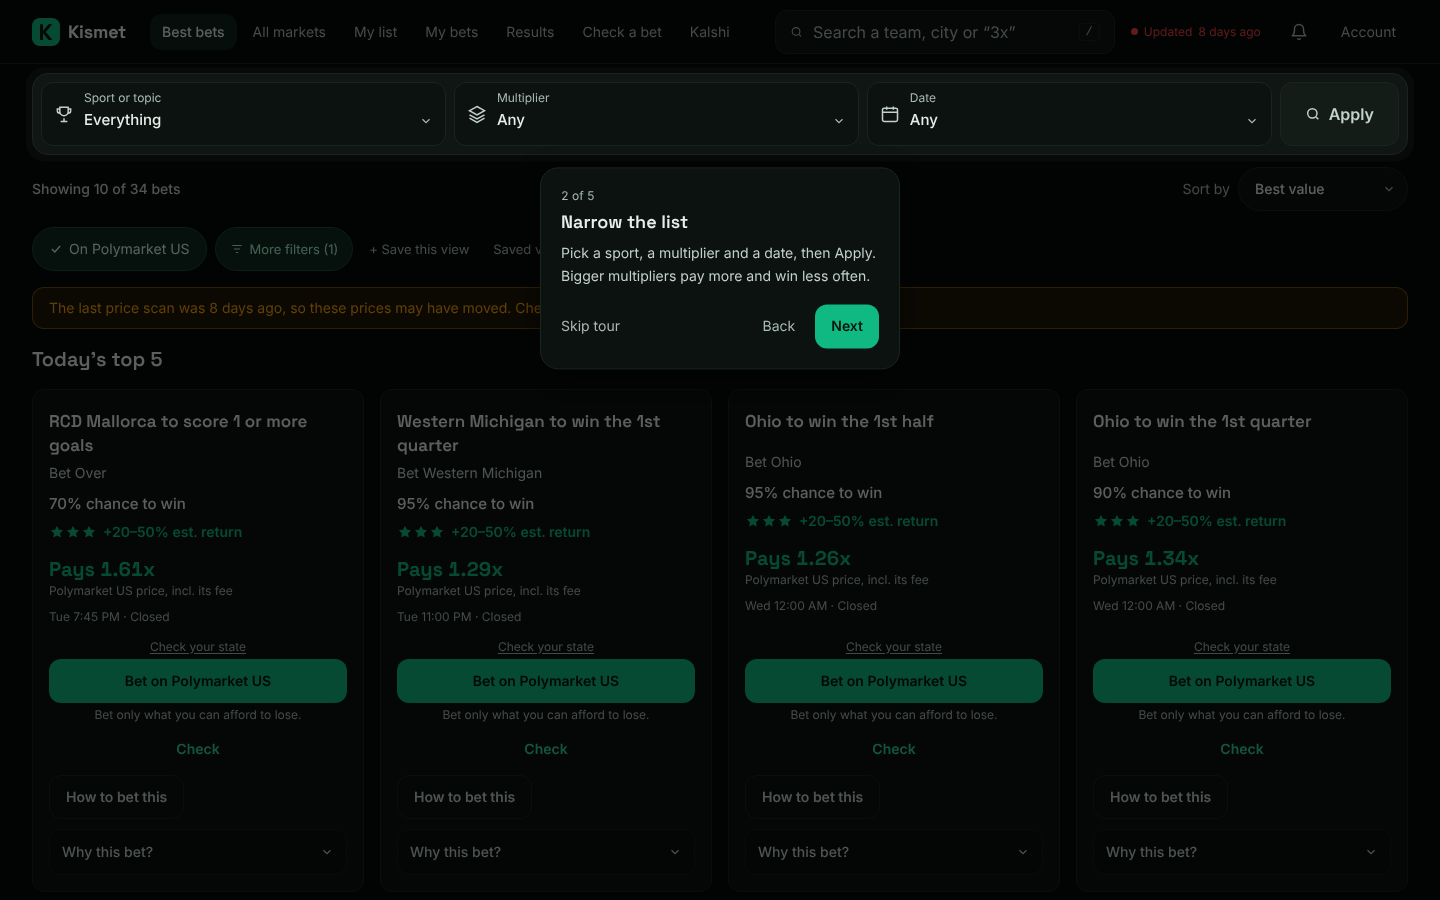 K Kismet
Best bets
All markets
My list
My bets
Results
Check a bet
Kalshi
Search a team, city or “3x”
/
Updated 8 days ago
Account
Sport or topic
Everything
Multiplier
Any
Date
Any
Apply
Showing 10 of 34 bets
Sort by
Best value
On Polymarket US
More filters (1)
+ Save this view
Saved v
The last price scan was 8 days ago, so these prices may have moved. Che
2 of 5
Narrow the list
Pick a sport, a multiplier and a date, then Apply.
Bigger multipliers pay more and win less often.
Skip tour
Back
Next
Today's top 5
RCD Mallorca to score 1 or more
goals
Bet Over
70% chance to win
★★★ +20–50% est. return
Pays 1.61x
Polymarket US price, incl. its fee
Tue 7:45 PM · Closed
Check your state
Bet on Polymarket US
Bet only what you can afford to lose.
Check
How to bet this
Why this bet?
Western Michigan to win the 1st
quarter
Bet Western Michigan
95% chance to win
★★★ +20–50% est. return
Pays 1.29x
Polymarket US price, incl. its fee
Tue 11:00 PM · Closed
Check your state
Bet on Polymarket US
Bet only what you can afford to lose.
Check
How to bet this
Why this bet?
Ohio to win the 1st half
Bet Ohio
95% chance to win
★★★ +20–50% est. return
Pays 1.26x
Polymarket US price, incl. its fee
Wed 12:00 AM · Closed
Check your state
Bet on Polymarket US
Bet only what you can afford to lose.
Check
How to bet this
Why this bet?
Ohio to win the 1st quarter
Bet Ohio
90% chance to win
★★★ +20–50% est. return
Pays 1.34x
Polymarket US price, incl. its fee
Wed 12:00 AM · Closed
Check your state
Bet on Polymarket US
Bet only what you can afford to lose.
Check
How to bet this
Why this bet?